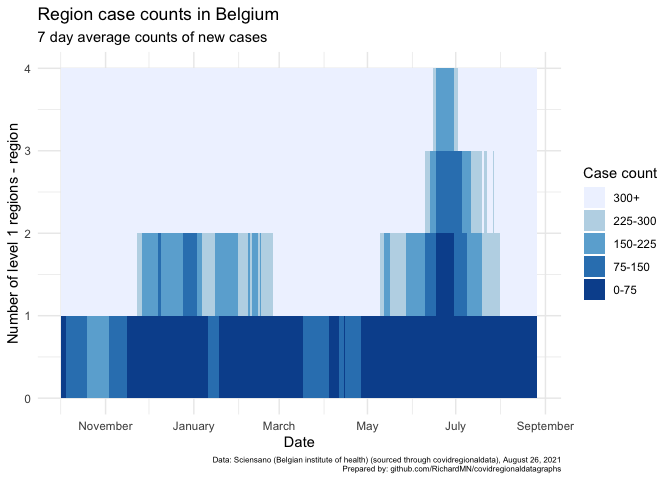 Region case counts in Belgium
7 day average counts of new cases
Number of level 1 regions - region
4
3
2
1
0
November
January
March
May
July
September
Date
Case count
300+
225-300
150-225
75-150
0-75
Data: Sciensano (Belgian institute of health) (sourced through covidregionaldata), August 26, 2021
Prepared by: github.com/RichardMN/covidregionaldatagraphs